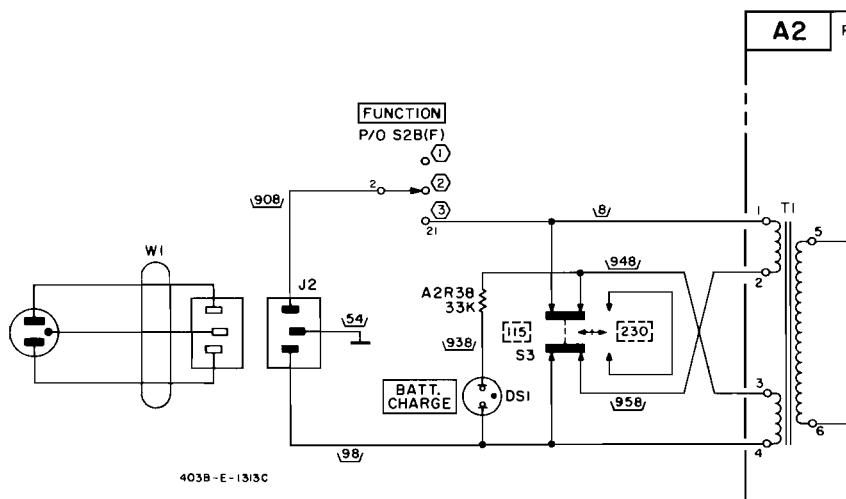 A2
FUNCTION
P/O S2B(F)
1
2
2
908
3
21
8
1
T1
5
W1
J2
948
2
A2R38
33K
54
115
230
938
S3
3
BATT.
CHARGE
DS1
958
6
98
4
403B-E-1313C